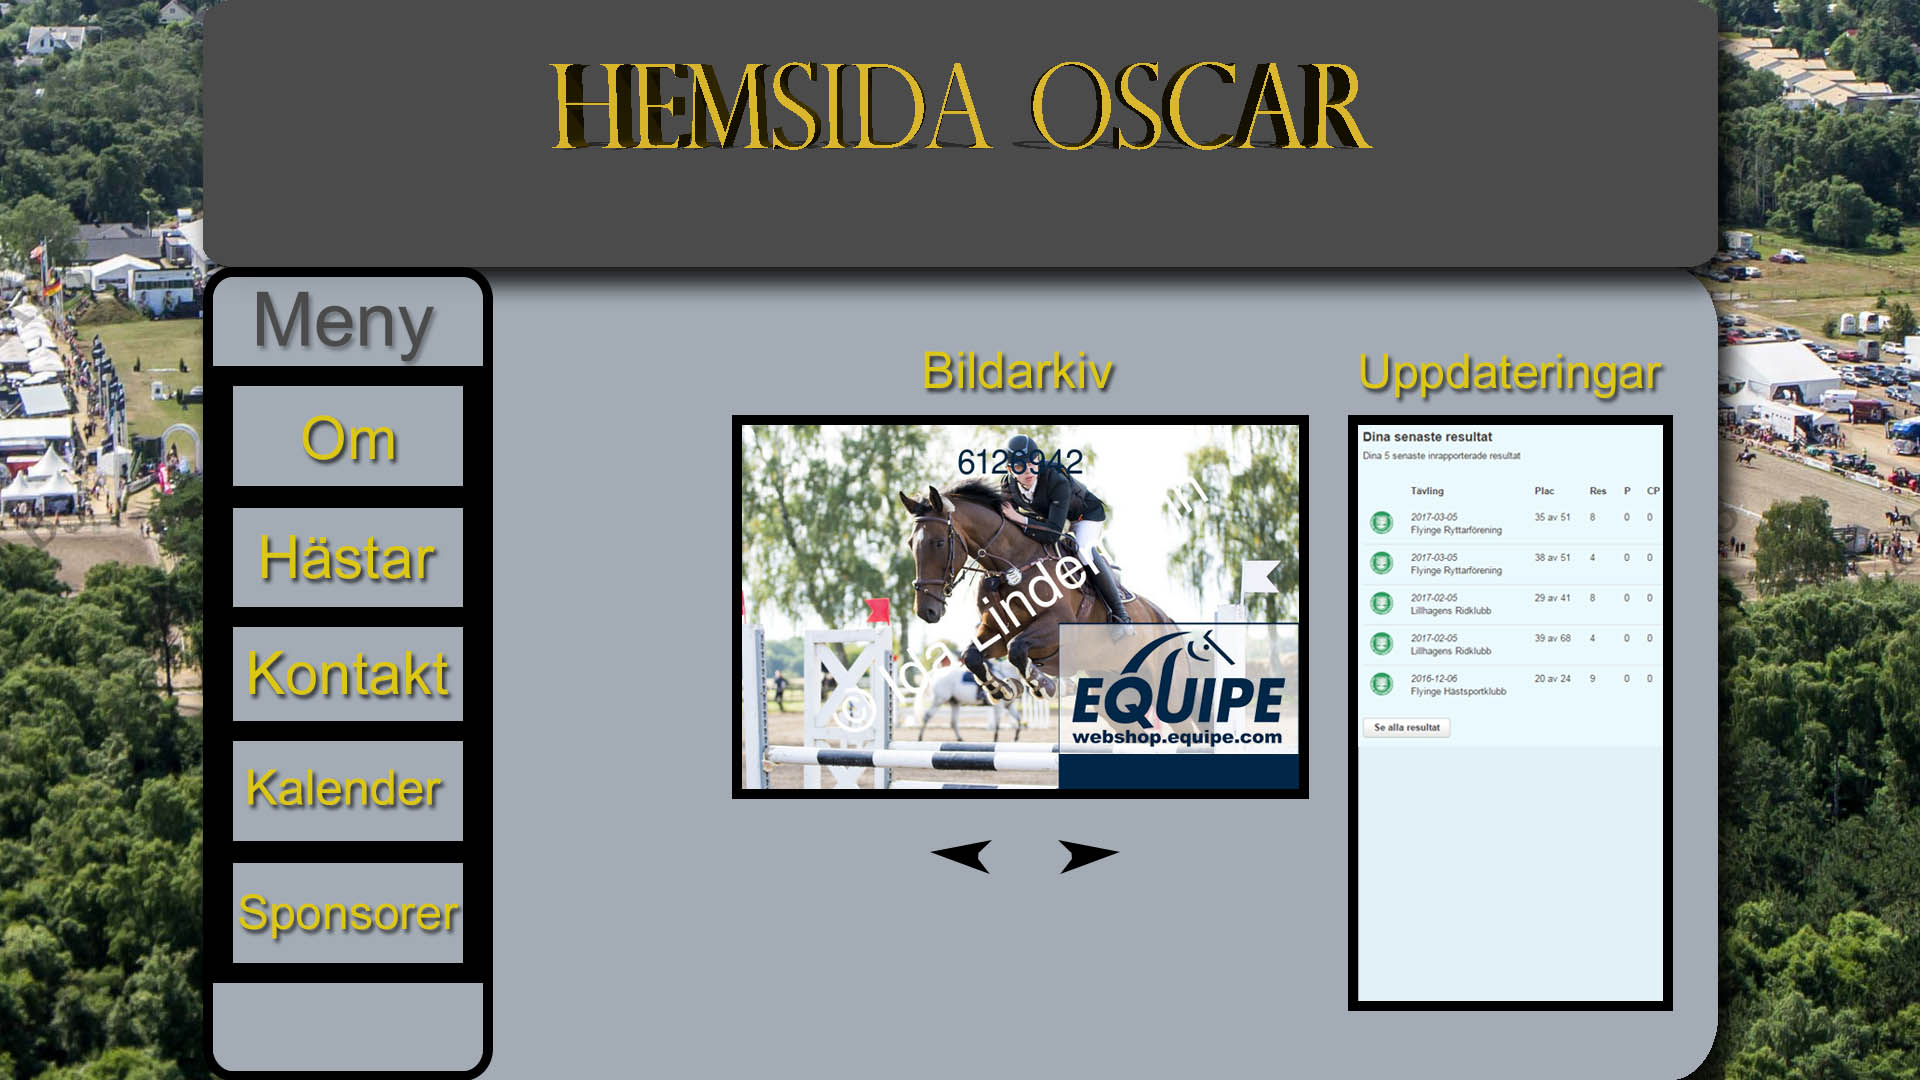 HEMSIDA OSCAR
Meny
Om
Hästar
Kontakt
Kalender
Sponsorer
Bildarkiv
6126942
© Ida Linder
EQUIPE
webshop.equipe.com
Uppdateringar
Dina senaste resultat
Dina 5 senaste inrapporterade resultat
Tävling Plac Res P CP
2017-03-05 35 av 51 8 0 0
Flyinge Ryttarförening
2017-03-05 38 av 51 4 0 0
Flyinge Ryttarförening
2017-02-05 29 av 41 8 0 0
Lillhagens Ridklubb
2017-02-05 39 av 68 4 0 0
Lillhagens Ridklubb
2016-12-06 20 av 24 9 0 0
Flyinge Hästsportklubb
Se alla resultat